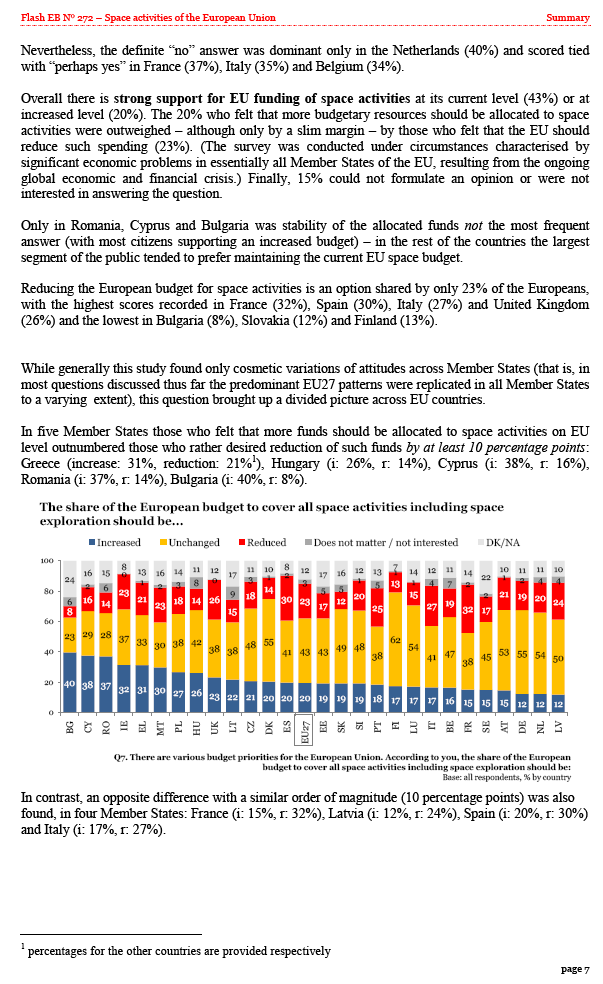 Flash EB Nº 272 – Space activities of the European Union Summary
Nevertheless, the definite “no” answer was dominant only in the Netherlands (40%) and scored tied
with “perhaps yes” in France (37%), Italy (35%) and Belgium (34%).
Overall there is strong support for EU funding of space activities at its current level (43%) or at
increased level (20%). The 20% who felt that more budgetary resources should be allocated to space
activities were outweighed – although only by a slim margin – by those who felt that the EU should
reduce such spending (23%). (The survey was conducted under circumstances characterised by
significant economic problems in essentially all Member States of the EU, resulting from the ongoing
global economic and financial crisis.) Finally, 15% could not formulate an opinion or were not
interested in answering the question.
Only in Romania, Cyprus and Bulgaria was stability of the allocated funds not the most frequent
answer (with most citizens supporting an increased budget) – in the rest of the countries the largest
segment of the public tended to prefer maintaining the current EU space budget.
Reducing the European budget for space activities is an option shared by only 23% of the Europeans,
with the highest scores recorded in France (32%), Spain (30%), Italy (27%) and United Kingdom
(26%) and the lowest in Bulgaria (8%), Slovakia (12%) and Finland (13%).
While generally this study found only cosmetic variations of attitudes across Member States (that is, in
most questions discussed thus far the predominant EU27 patterns were replicated in all Member States
to a varying extent), this question brought up a divided picture across EU countries.
In five Member States those who felt that more funds should be allocated to space activities on EU
level outnumbered those who rather desired reduction of such funds by at least 10 percentage points:
Greece (increase: 31%, reduction: 21%¹), Hungary (i: 26%, r: 14%), Cyprus (i: 38%, r: 16%),
Romania (i: 37%, r: 14%), Bulgaria (i: 40%, r: 8%).
The share of the European budget to cover all space activities including space
exploration should be...
Increased Unchanged Reduced Does not matter / not interested DK/NA
100
80
60
40
20
0
24 16 15 8 13 16 14 11 12 17 11 10 8 12 17 16 12 13 7 14 12 11 14 22 10 11 11 10
8 16 14 23 21 23 18 14 26 15 18 14 30 23 17 12 20 25 13 15 27 19 32 17 21 19 20 24
23 29 28 37 33 30 38 42 38 38 48 55 41 43 43 49 48 38 62 54 41 47 38 45 53 55 54 50
40 38 37 32 31 30 27 26 23 22 21 20 20 20 19 19 19 18 17 17 17 16 15 15 15 12 12 12
BG CY RO IE EL MT PL HU UK LT CZ DK ES EU27 EE SK SI PT FI LU IT BE FR SE AT DE NL LV
Q7. There are various budget priorities for the European Union. According to you, the share of the European
budget to cover all space activities including space exploration should be:
Base: all respondents, % by country
In contrast, an opposite difference with a similar order of magnitude (10 percentage points) was also
found, in four Member States: France (i: 15%, r: 32%), Latvia (i: 12%, r: 24%), Spain (i: 20%, r: 30%)
and Italy (i: 17%, r: 27%).
¹ percentages for the other countries are provided respectively
page 7